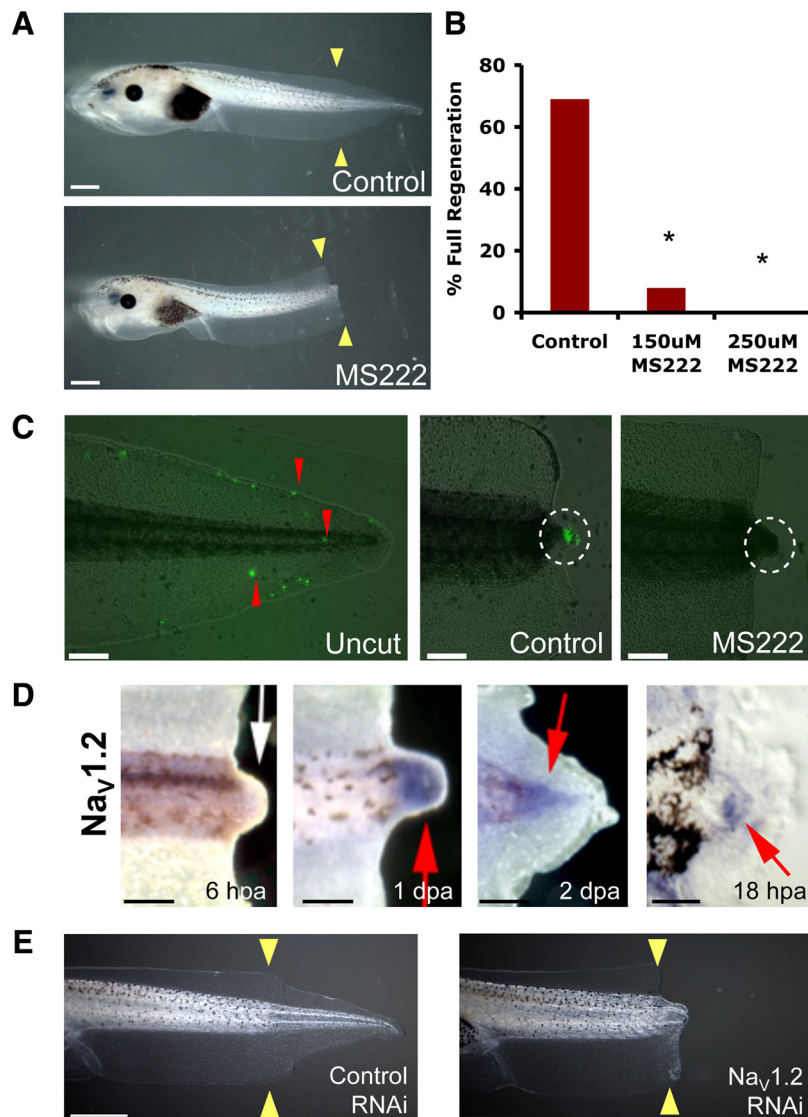 A
Control
MS222
B
% Full Regeneration
80
60
40
20
0
*
*
Control
150uM
MS222
250uM
MS222
C
Uncut
Control
MS222
D
NaV1.2
6 hpa
1 dpa
2 dpa
18 hpa
E
Control
RNAi
NaV1.2
RNAi